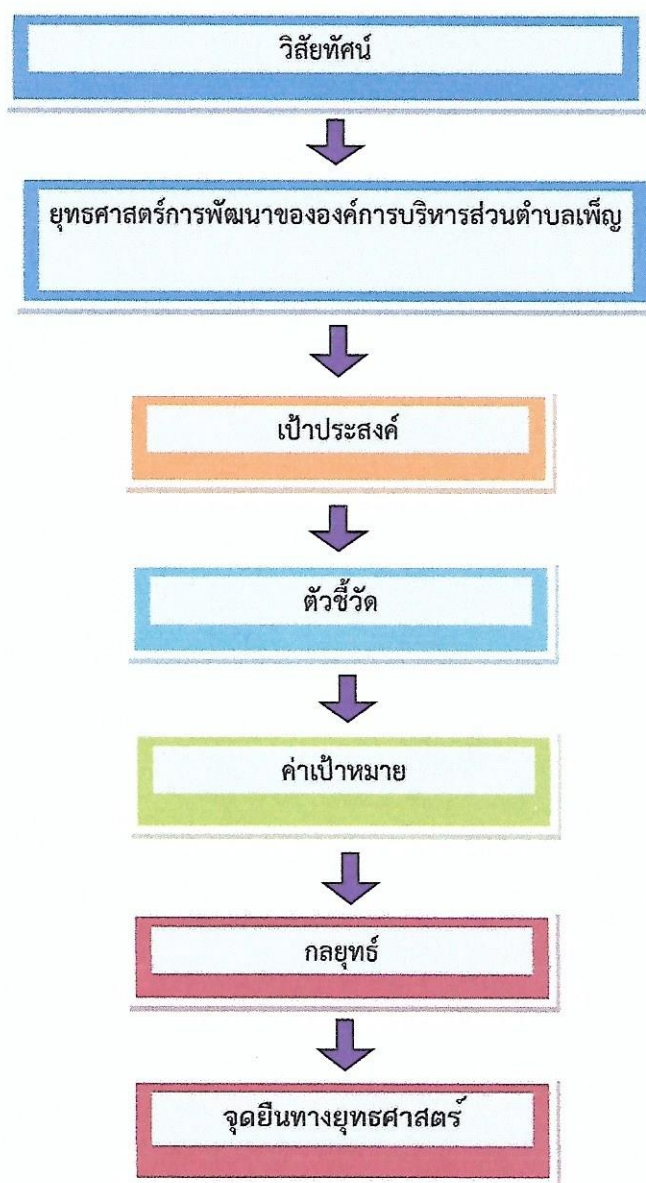 วิสัยทัศน์
ยุทธศาสตร์การพัฒนาขององค์การบริหารส่วนตำบลเพ็ญ
เป้าประสงค์
ตัวชี้วัด
ค่าเป้าหมาย
กลยุทธ์
จุดยืนทางยุทธศาสตร์